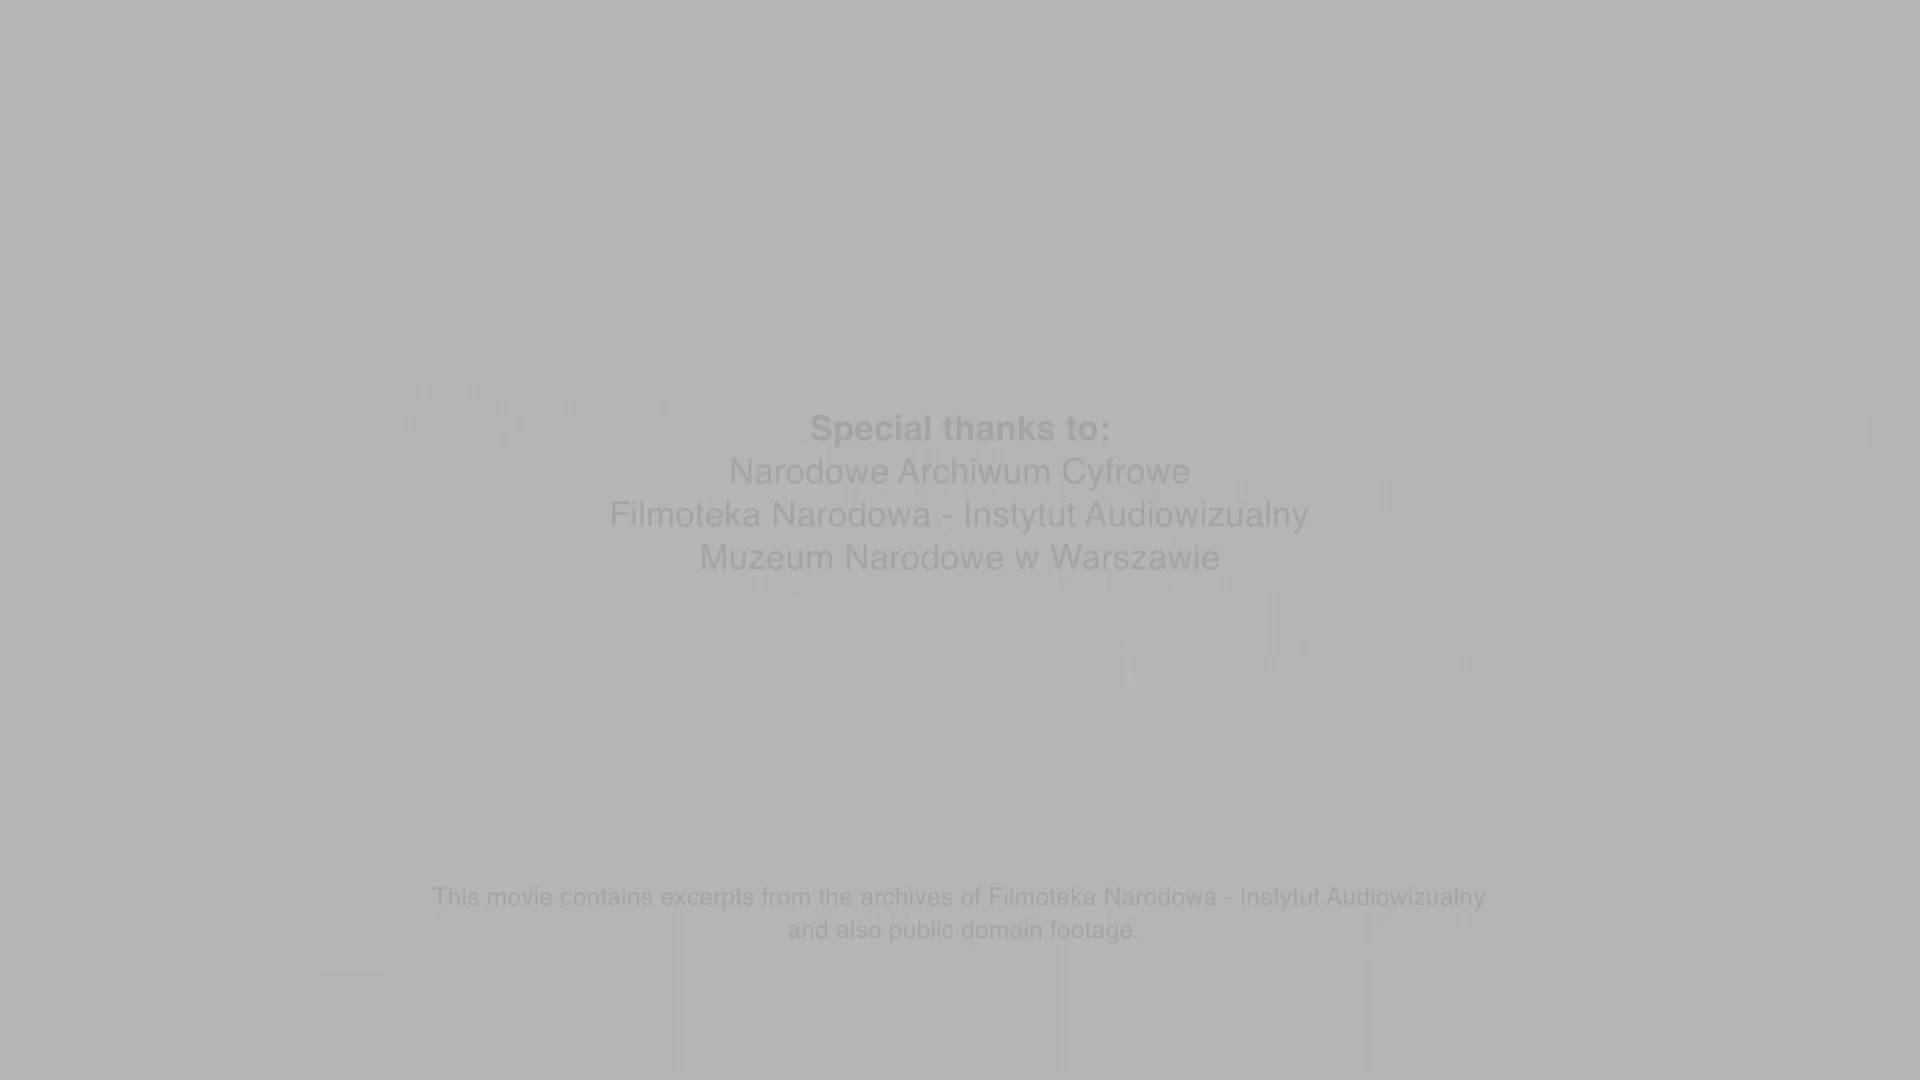 Special thanks to:
Narodowe Archiwum Cyfrowe
Filmoteka Narodowa - Instytut Audiowizualny
Muzeum Narodowe w Warszawie
This movie contains excerpts from the archives of Filmoteka Narodowa - Instytut Audiowizualny
and also public domain footage.